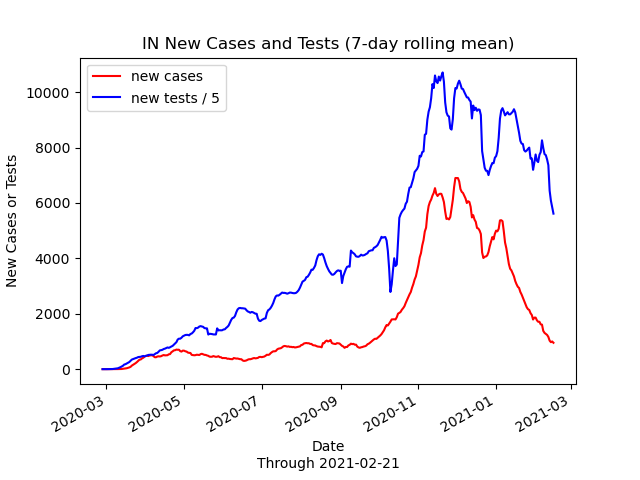 IN New Cases and Tests (7-day rolling mean)
new cases
new tests / 5
New Cases or Tests
10000
8000
6000
4000
2000
0
2020-03
2020-05
2020-07
2020-09
2020-11
2021-01
2021-03
Date
Through 2021-02-21